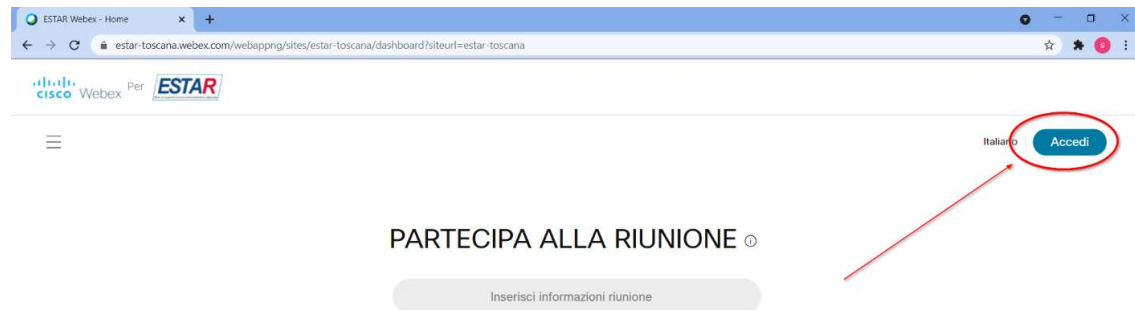 ESTAR Webex - Home
estar-toscana.webex.com/webappng/sites/estar-toscana/dashboard?siteurl=estar-toscana
CISCO Webex Per ESTAR
Italiano Accedi
PARTECIPA ALLA RIUNIONE
Inserisci informazioni riunione